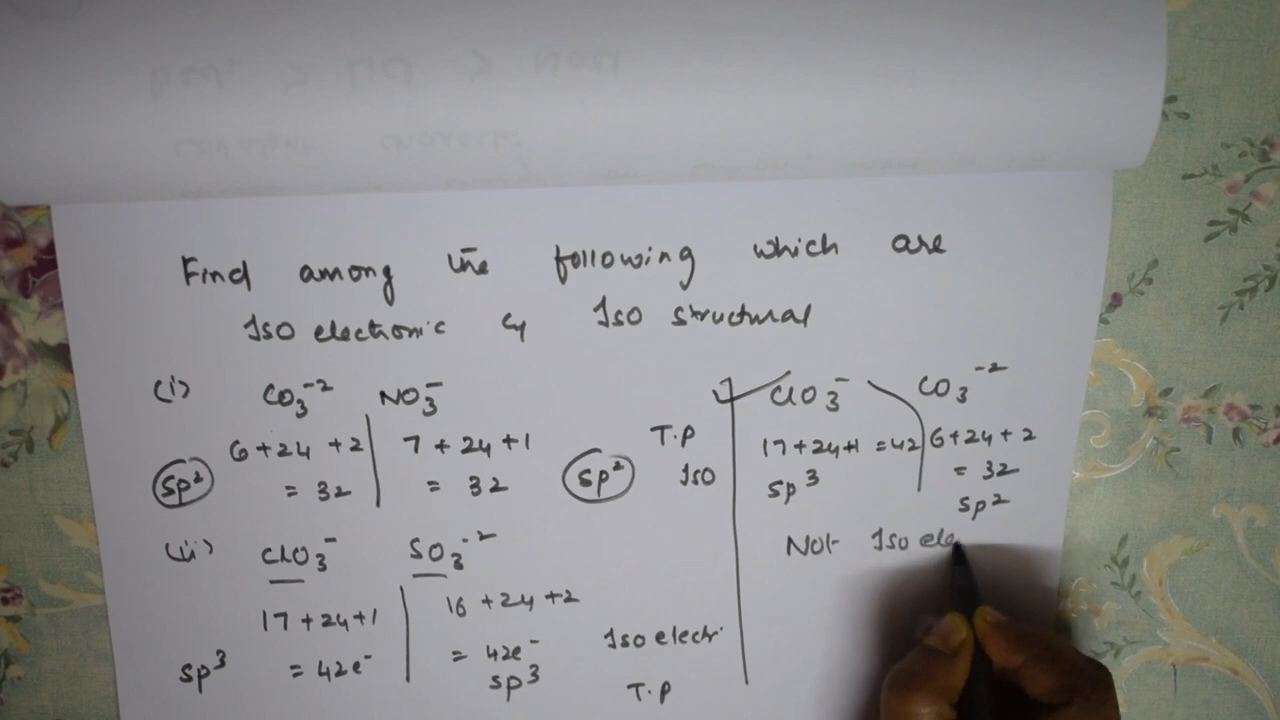 Find among the following which are
Iso electronic & Iso structural
(i) CO₃⁻² NO₃⁻
6+24+2 7+24+1
sp² = 32 = 32 sp²
T.P
Iso
(ii) ClO₃⁻ SO₃⁻²
17+24+1 16+24+2
sp³ = 42e⁻ = 42e⁻ Iso electr.
sp³ T.P
ClO₃⁻ CO₃⁻²
17+24+1 = 42 6+24+2
sp³ = 32
sp²
Not Iso ele